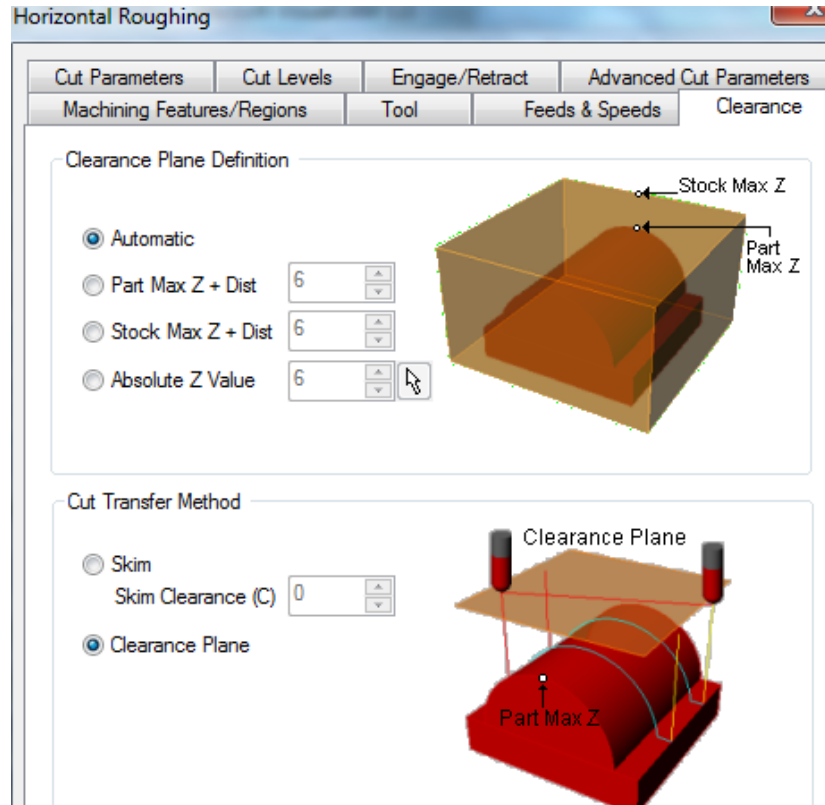 Horizontal Roughing
Cut Parameters Cut Levels Engage/Retract Advanced Cut Parameters
Machining Features/Regions Tool Feeds & Speeds Clearance
Clearance Plane Definition
Stock Max Z
Automatic
Part
Max Z
Part Max Z + Dist 6
Stock Max Z + Dist 6
Absolute Z Value 6
Cut Transfer Method
Clearance Plane
Skim
Skim Clearance (C) 0
Clearance Plane
Part Max Z